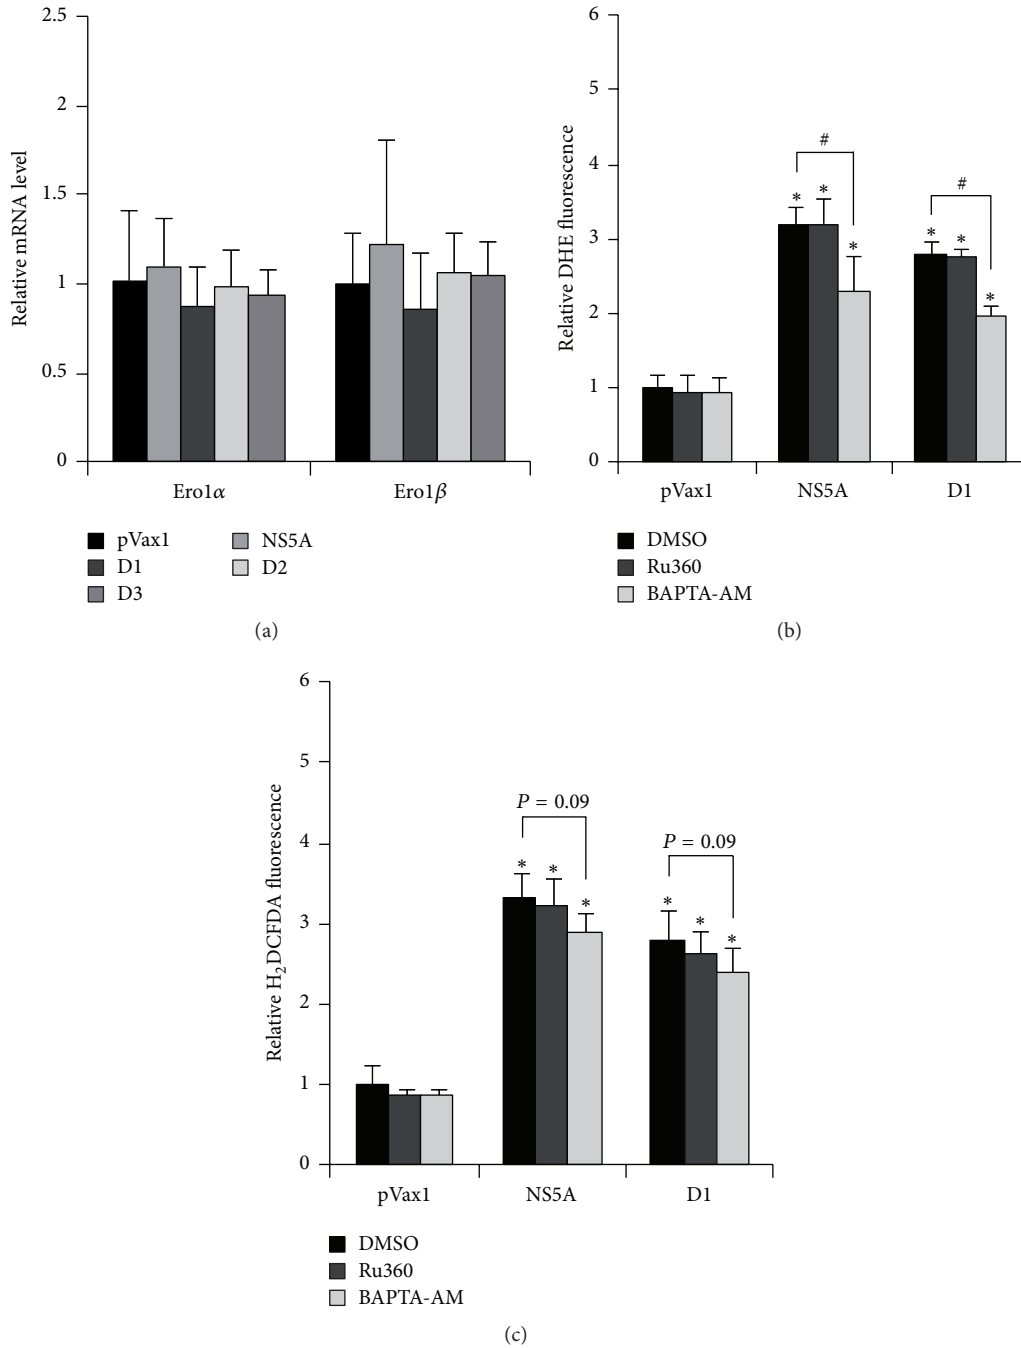 2.5
2
1.5
1
0.5
0
Relative mRNA level
Ero1α
Ero1β
pVax1
NS5A
D1
D2
D3
(a)
6
5
4
3
2
1
0
Relative DHE fluorescence
#
* * *
#
* * *
pVax1
NS5A
D1
DMSO
Ru360
BAPTA-AM
(b)
6
5
4
3
2
1
0
Relative H₂DCFDA fluorescence
P = 0.09
* * *
P = 0.09
* * *
pVax1
NS5A
D1
DMSO
Ru360
BAPTA-AM
(c)